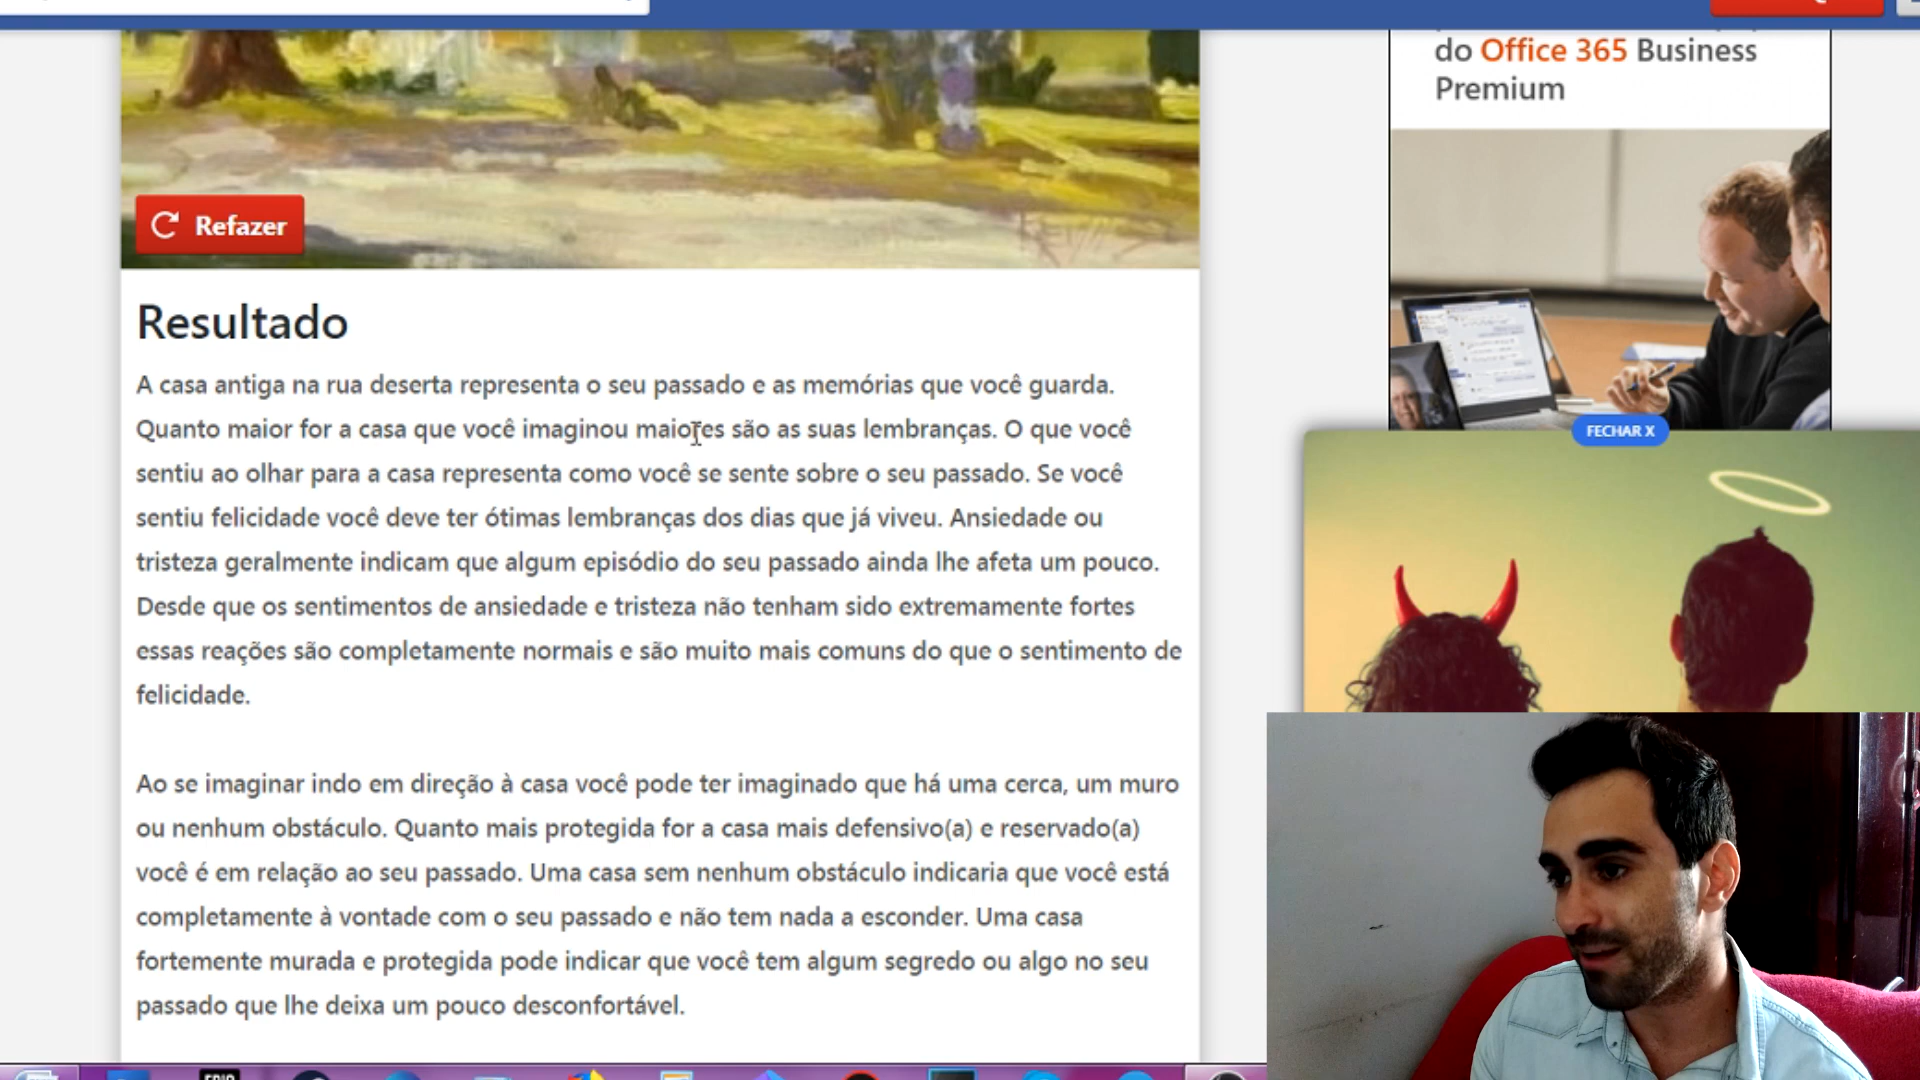 do Office 365 Business
Premium
Refazer
Resultado
A casa antiga na rua deserta representa o seu passado e as memórias que você guarda.
Quanto maior for a casa que você imaginou maiores são as suas lembranças. O que você
sentiu ao olhar para a casa representa como você se sente sobre o seu passado. Se você
sentiu felicidade você deve ter ótimas lembranças dos dias que já viveu. Ansiedade ou
tristeza geralmente indicam que algum episódio do seu passado ainda lhe afeta um pouco.
Desde que os sentimentos de ansiedade e tristeza não tenham sido extremamente fortes
essas reações são completamente normais e são muito mais comuns do que o sentimento de
felicidade.
Ao se imaginar indo em direção à casa você pode ter imaginado que há uma cerca, um muro
ou nenhum obstáculo. Quanto mais protegida for a casa mais defensivo(a) e reservado(a)
você é em relação ao seu passado. Uma casa sem nenhum obstáculo indicaria que você está
completamente à vontade com o seu passado e não tem nada a esconder. Uma casa
fortemente murada e protegida pode indicar que você tem algum segredo ou algo no seu
passado que lhe deixa um pouco desconfortável.
FECHAR X